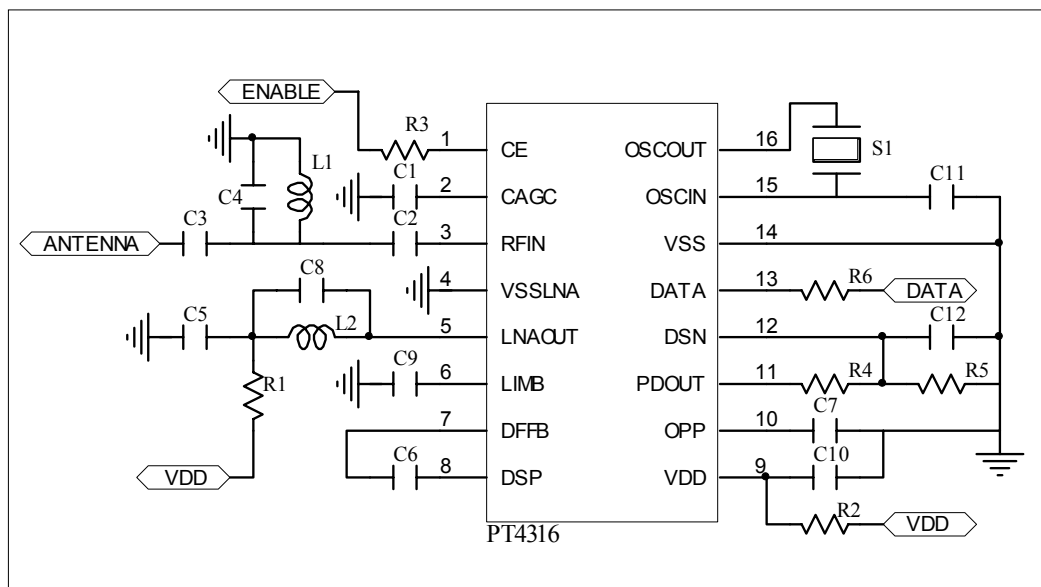 ENABLE
R3
1
CE
OSCOUT
16
S1
L1
C4
C1
2
CAGC
OSCIN
15
C11
ANTENNA
C3
C2
3
RFIN
VSS
14
C8
4
VSSLNA
DATA
13
R6
DATA
C5
L2
5
LNAOUT
DSN
12
C12
R1
C9
6
LIMB
PDOUT
11
R4
R5
7
DFFB
OPP
10
C7
VDD
C6
8
DSP
VDD
9
C10
R2
VDD
PT4316